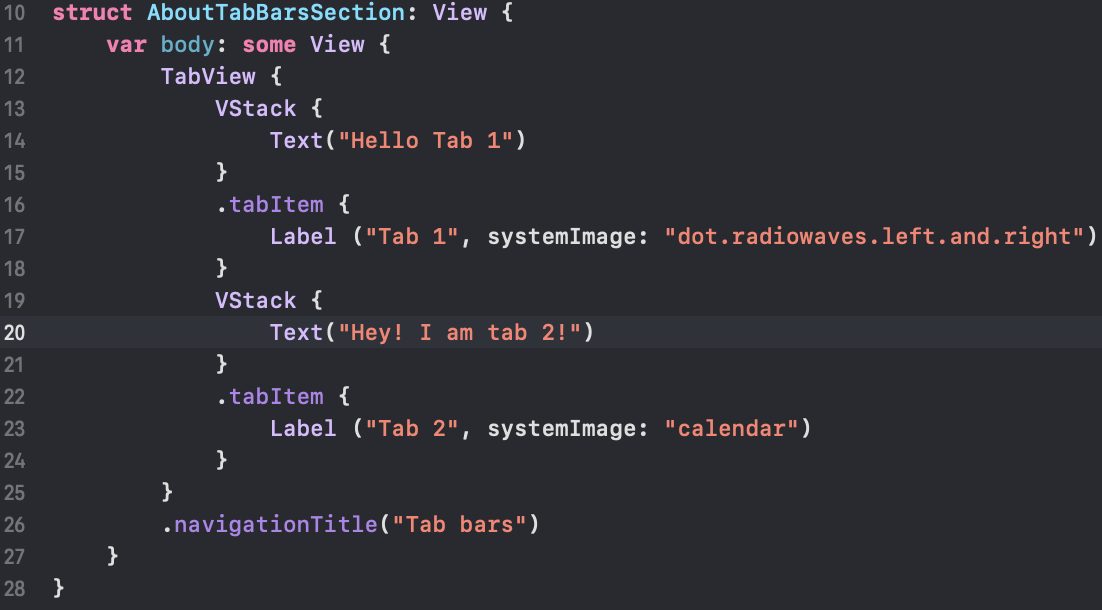 10 struct AboutTabBarsSection: View {
11     var body: some View {
12         TabView {
13             VStack {
14                 Text("Hello Tab 1")
15             }
16             .tabItem {
17                 Label ("Tab 1", systemImage: "dot.radiowaves.left.and.right")
18             }
19             VStack {
20                 Text("Hey! I am tab 2!")
21             }
22             .tabItem {
23                 Label ("Tab 2", systemImage: "calendar")
24             }
25         }
26         .navigationTitle("Tab bars")
27     }
28 }